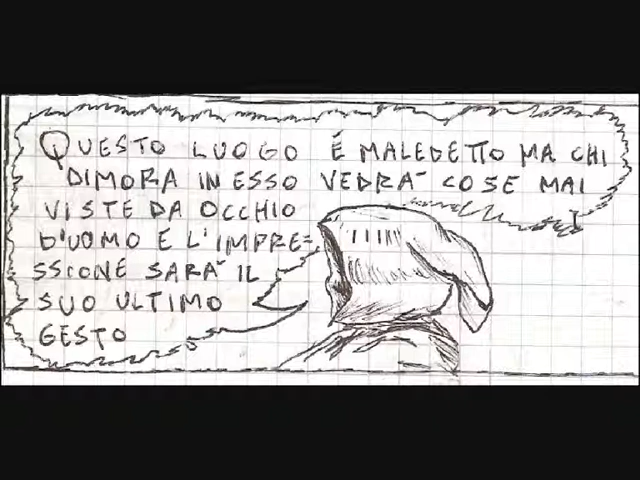 QUESTO LUOGO É MALEDETTO MA CHI
DIMORA IN ESSO VEDRA' COSE MAI
VISTE DA OCCHIO
D'UOMO E L'IMPRE=
SSIONE SARA' IL
SUO ULTIMO
GESTO